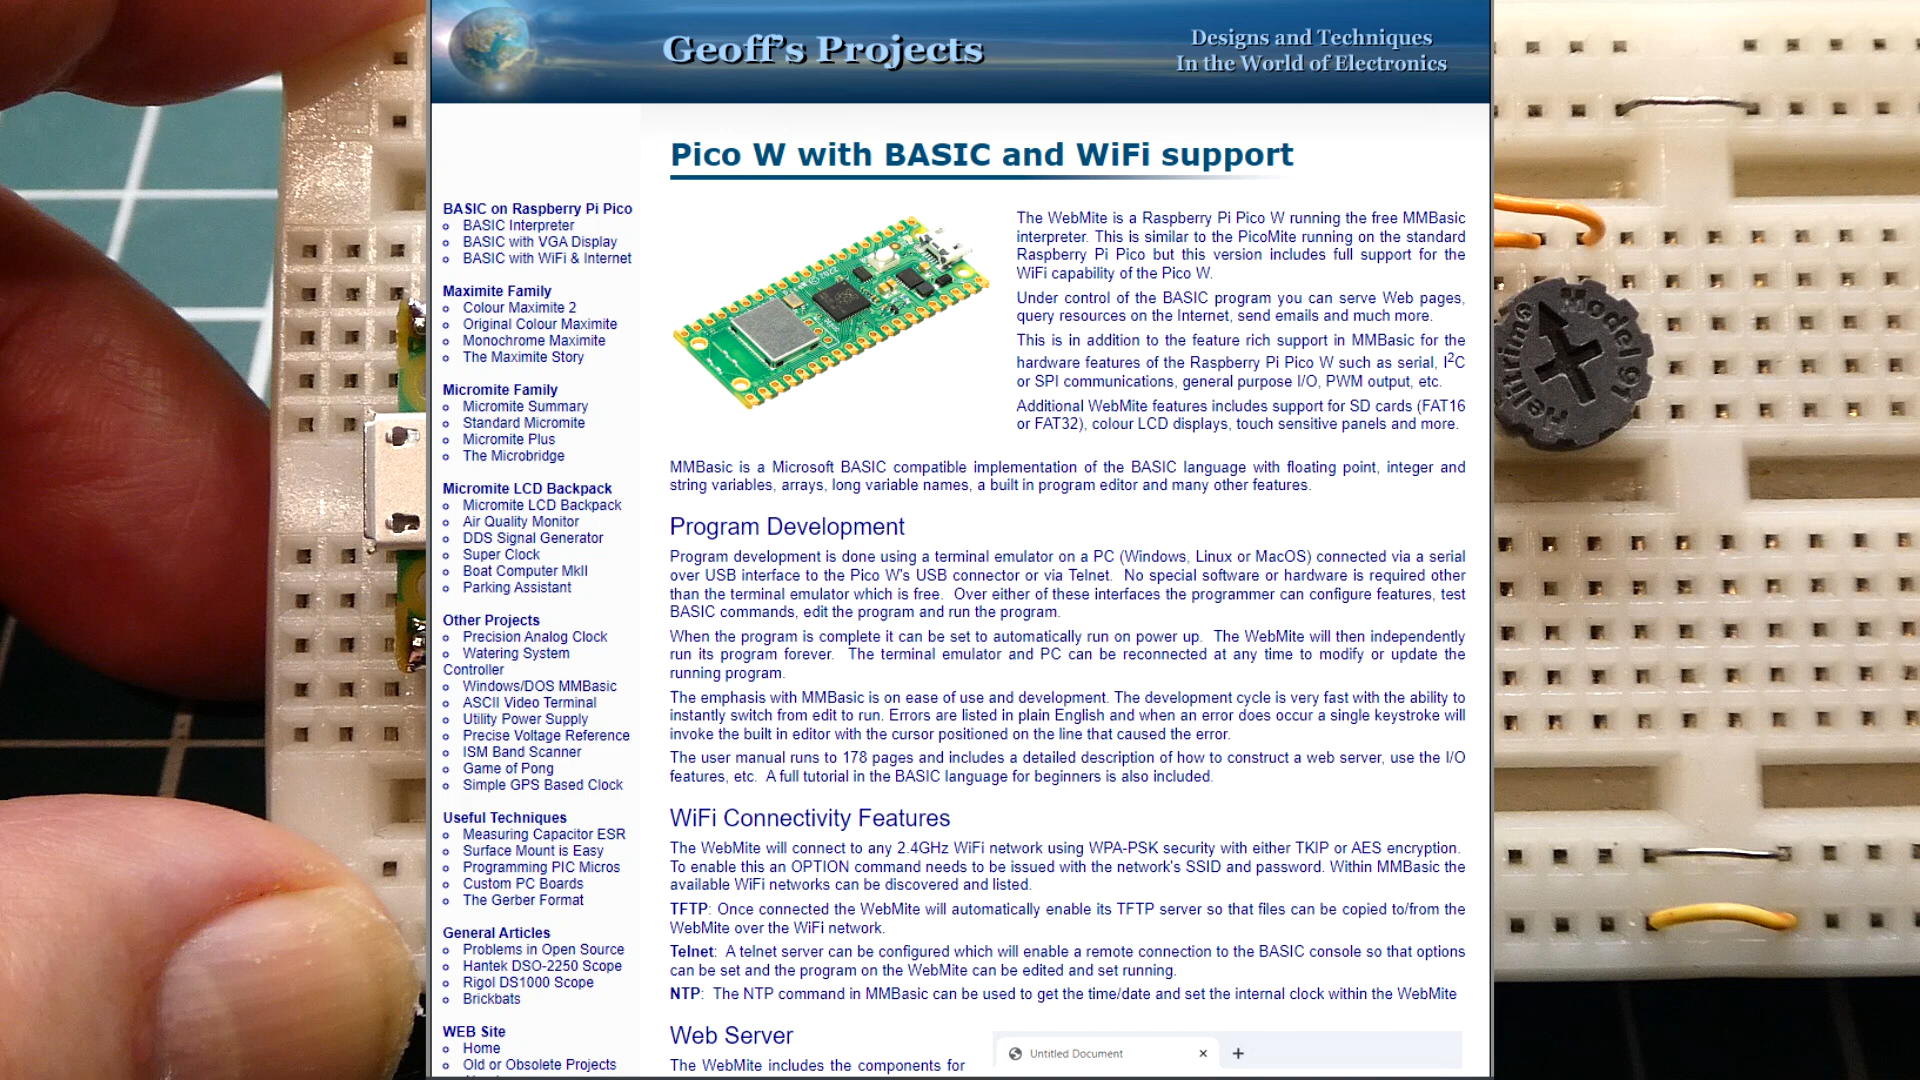 Geoff's Projects
Designs and Techniques
In the World of Electronics
BASIC on Raspberry Pi Pico
BASIC Interpreter
BASIC with VGA Display
BASIC with WiFi & Internet
Maximite Family
Colour Maximite 2
Original Colour Maximite
Monochrome Maximite
The Maximite Story
Micromite Family
Micromite Summary
Standard Micromite
Micromite Plus
The Microbridge
Micromite LCD Backpack
Micromite LCD Backpack
Air Quality Monitor
DDS Signal Generator
Super Clock
Boat Computer MkII
Parking Assistant
Other Projects
Precision Analog Clock
Watering System
Controller
Windows/DOS MMBasic
ASCII Video Terminal
Utility Power Supply
Precise Voltage Reference
ISM Band Scanner
Game of Pong
Simple GPS Based Clock
Useful Techniques
Measuring Capacitor ESR
Surface Mount is Easy
Programming PIC Micros
Custom PC Boards
The Gerber Format
General Articles
Problems in Open Source
Hantek DSO-2250 Scope
Rigol DS1000 Scope
Brickbats
WEB Site
Home
Old or Obsolete Projects
Pico W with BASIC and WiFi support
The WebMite is a Raspberry Pi Pico W running the free MMBasic
interpreter. This is similar to the PicoMite running on the standard
Raspberry Pi Pico but this version includes full support for the
WiFi capability of the Pico W.
Under control of the BASIC program you can serve Web pages,
query resources on the Internet, send emails and much more.
This is in addition to the feature rich support in MMBasic for the
hardware features of the Raspberry Pi Pico W such as serial, I2C
or SPI communications, general purpose I/O, PWM output, etc.
Additional WebMite features includes support for SD cards (FAT16
or FAT32), colour LCD displays, touch sensitive panels and more.
MMBasic is a Microsoft BASIC compatible implementation of the BASIC language with floating point, integer and
string variables, arrays, long variable names, a built in program editor and many other features.
Program Development
Program development is done using a terminal emulator on a PC (Windows, Linux or MacOS) connected via a serial
over USB interface to the Pico W's USB connector or via Telnet. No special software or hardware is required other
than the terminal emulator which is free. Over either of these interfaces the programmer can configure features, test
BASIC commands, edit the program and run the program.
When the program is complete it can be set to automatically run on power up. The WebMite will then independently
run its program forever. The terminal emulator and PC can be reconnected at any time to modify or update the
running program.
The emphasis with MMBasic is on ease of use and development. The development cycle is very fast with the ability to
instantly switch from edit to run. Errors are listed in plain English and when an error does occur a single keystroke will
invoke the built in editor with the cursor positioned on the line that caused the error.
The user manual runs to 178 pages and includes a detailed description of how to construct a web server, use the I/O
features, etc. A full tutorial in the BASIC language for beginners is also included.
WiFi Connectivity Features
The WebMite will connect to any 2.4GHz WiFi network using WPA-PSK security with either TKIP or AES encryption.
To enable this an OPTION command needs to be issued with the network's SSID and password. Within MMBasic the
available WiFi networks can be discovered and listed.
TFTP: Once connected the WebMite will automatically enable its TFTP server so that files can be copied to/from the
WebMite over the WiFi network.
Telnet: A telnet server can be configured which will enable a remote connection to the BASIC console so that options
can be set and the program on the WebMite can be edited and set running.
NTP: The NTP command in MMBasic can be used to get the time/date and set the internal clock within the WebMite
Web Server
The WebMite includes the components for
Untitled Document
Helitrim
Model 91